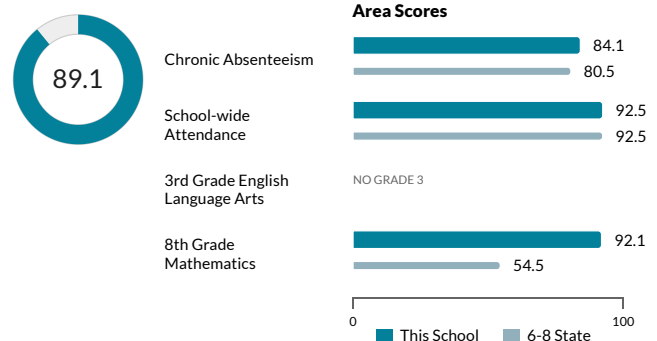 Area Scores
89.1
Chronic Absenteeism
84.1
80.5
School-wide
Attendance
92.5
92.5
3rd Grade English
Language Arts
NO GRADE 3
8th Grade
Mathematics
92.1
54.5
0
100
This School
6-8 State